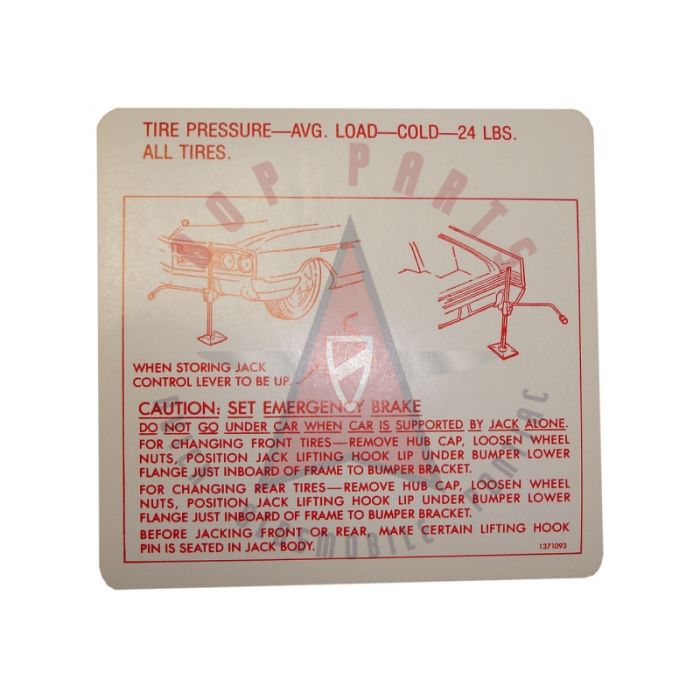 TIRE PRESSURE—AVG. LOAD—COLD—24 LBS.
ALL TIRES.
WHEN STORING JACK
CONTROL LEVER TO BE UP.
CAUTION: SET EMERGENCY BRAKE
DO NOT GO UNDER CAR WHEN CAR IS SUPPORTED BY JACK ALONE.
FOR CHANGING FRONT TIRES—REMOVE HUB CAP, LOOSEN WHEEL
NUTS, POSITION JACK LIFTING HOOK LIP UNDER BUMPER LOWER
FLANGE JUST INBOARD OF FRAME TO BUMPER BRACKET.
FOR CHANGING REAR TIRES—REMOVE HUB CAP, LOOSEN WHEEL
NUTS, POSITION JACK LIFTING HOOK LIP UNDER BUMPER LOWER
FLANGE JUST INBOARD OF FRAME TO BUMPER BRACKET.
BEFORE JACKING FRONT OR REAR, MAKE CERTAIN LIFTING HOOK
PIN IS SEATED IN JACK BODY.
1371093
TOP PARTS
BUICK OLDSMOBILE PONTIAC